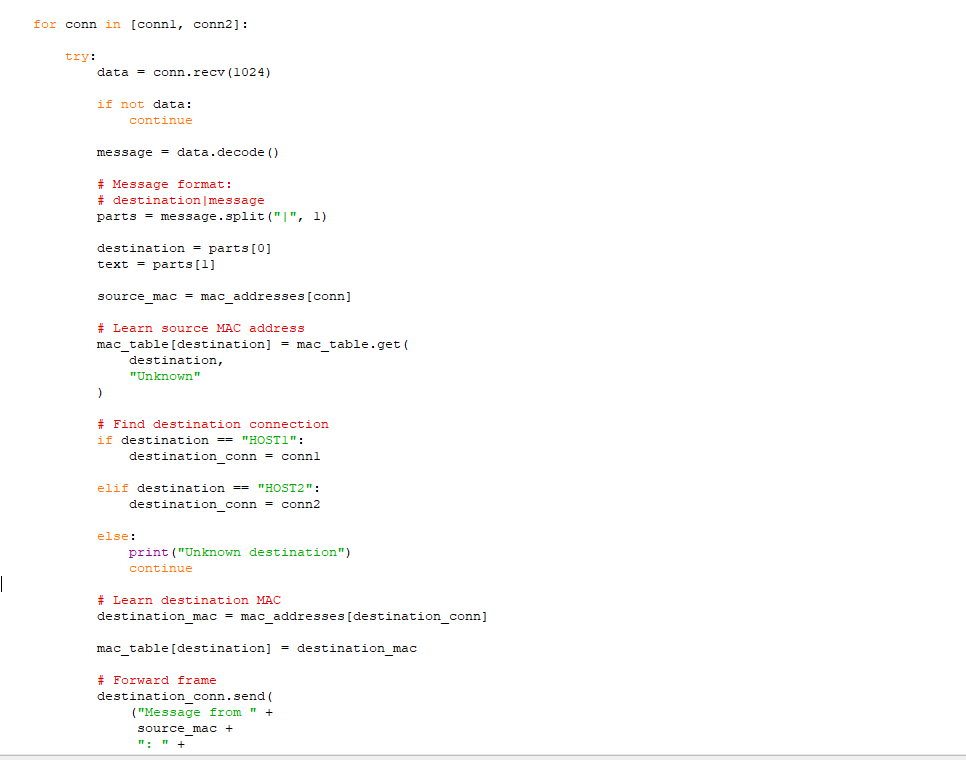 for conn in [conn1, conn2]:
try:
data = conn.recv(1024)
if not data:
continue
message = data.decode()
# Message format:
# destination|message
parts = message.split("|", 1)
destination = parts[0]
text = parts[1]
source_mac = mac_addresses[conn]
# Learn source MAC address
mac_table[destination] = mac_table.get(
destination,
"Unknown"
)
# Find destination connection
if destination == "HOST1":
destination_conn = conn1
elif destination == "HOST2":
destination_conn = conn2
else:
print("Unknown destination")
continue
# Learn destination MAC
destination_mac = mac_addresses[destination_conn]
mac_table[destination] = destination_mac
# Forward frame
destination_conn.send(
("Message from " +
source_mac +
": " +